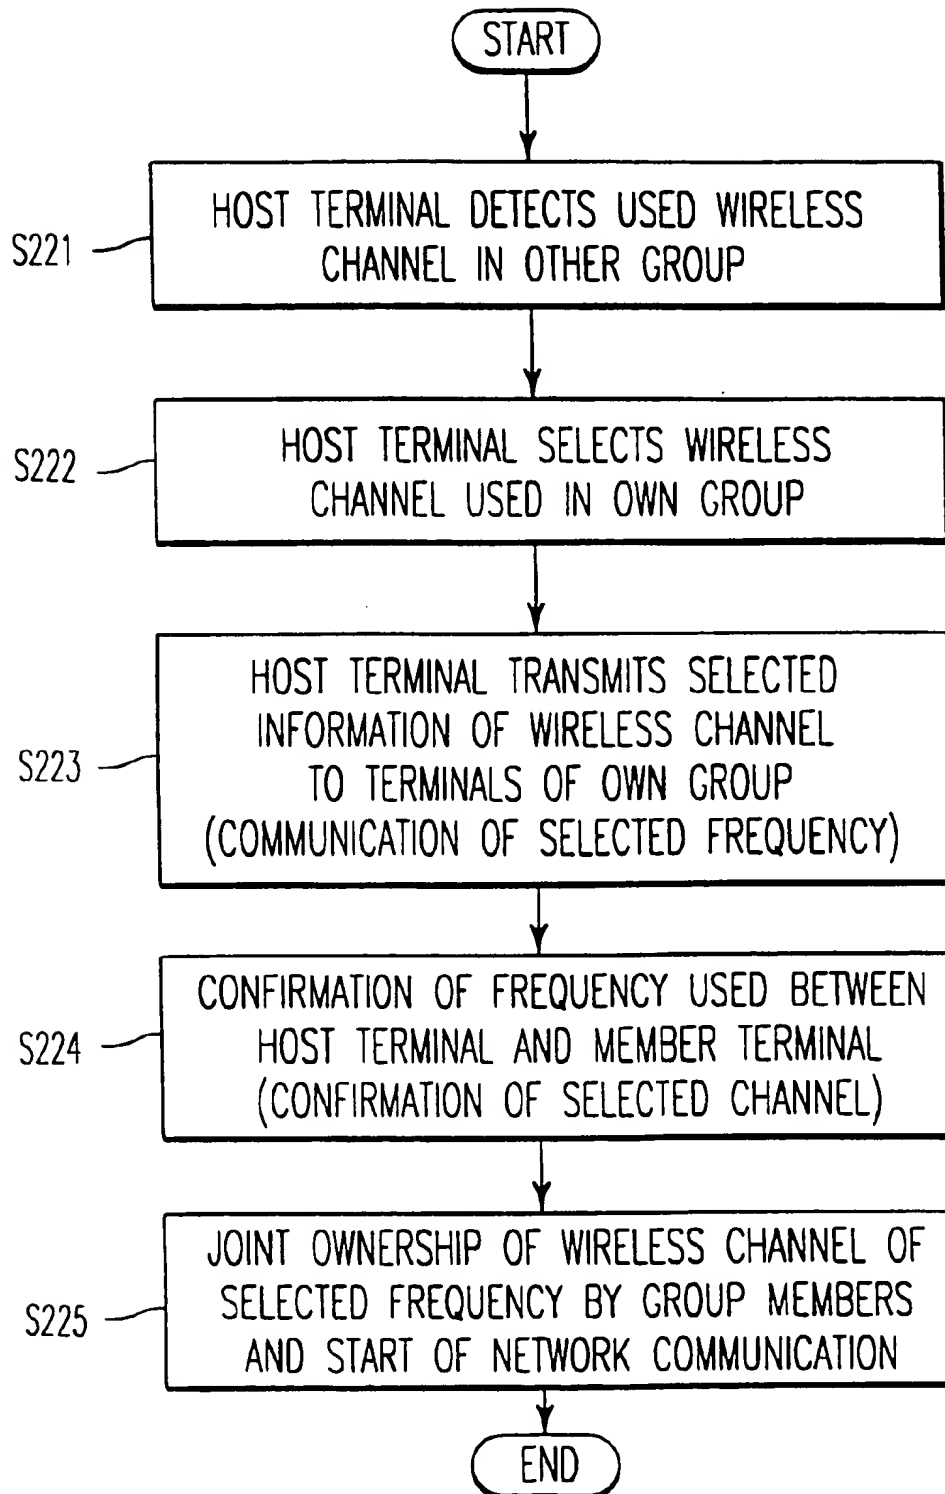 START
S221
HOST TERMINAL DETECTS USED WIRELESS
CHANNEL IN OTHER GROUP
S222
HOST TERMINAL SELECTS WIRELESS
CHANNEL USED IN OWN GROUP
S223
HOST TERMINAL TRANSMITS SELECTED
INFORMATION OF WIRELESS CHANNEL
TO TERMINALS OF OWN GROUP
(COMMUNICATION OF SELECTED FREQUENCY)
S224
CONFIRMATION OF FREQUENCY USED BETWEEN
HOST TERMINAL AND MEMBER TERMINAL
(CONFIRMATION OF SELECTED CHANNEL)
S225
JOINT OWNERSHIP OF WIRELESS CHANNEL OF
SELECTED FREQUENCY BY GROUP MEMBERS
AND START OF NETWORK COMMUNICATION
END